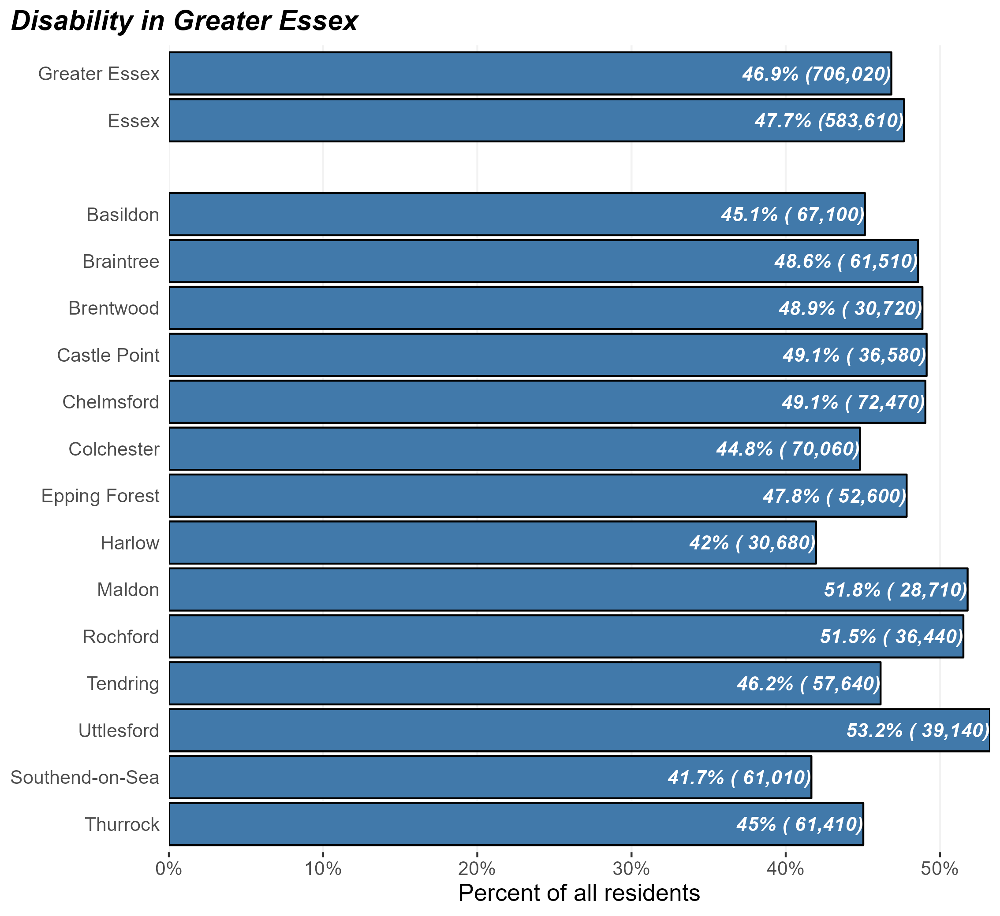 Disability in Greater Essex
Greater Essex 46.9% (706,020)
Essex 47.7% (583,610)
Basildon 45.1% ( 67,100)
Braintree 48.6% ( 61,510)
Brentwood 48.9% ( 30,720)
Castle Point 49.1% ( 36,580)
Chelmsford 49.1% ( 72,470)
Colchester 44.8% ( 70,060)
Epping Forest 47.8% ( 52,600)
Harlow 42% ( 30,680)
Maldon 51.8% ( 28,710)
Rochford 51.5% ( 36,440)
Tendring 46.2% ( 57,640)
Uttlesford 53.2% ( 39,140)
Southend-on-Sea 41.7% ( 61,010)
Thurrock 45% ( 61,410)
0% 10% 20% 30% 40% 50%
Percent of all residents